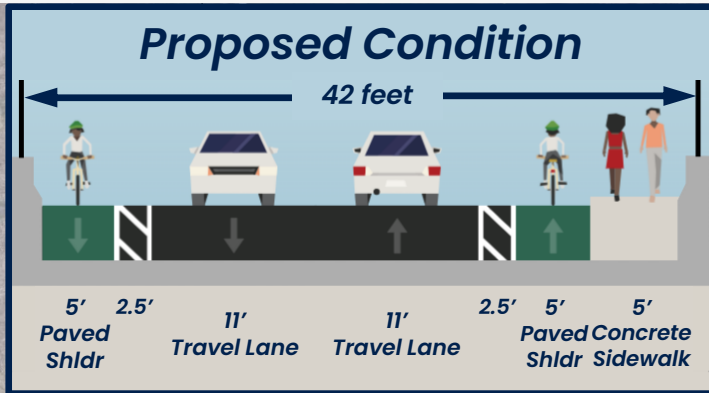 Proposed Condition
42 feet
5’
Paved
Shldr
2.5’
11’
Travel Lane
11’
Travel Lane
2.5’
5’
Paved
Shldr
5’
Concrete
Sidewalk